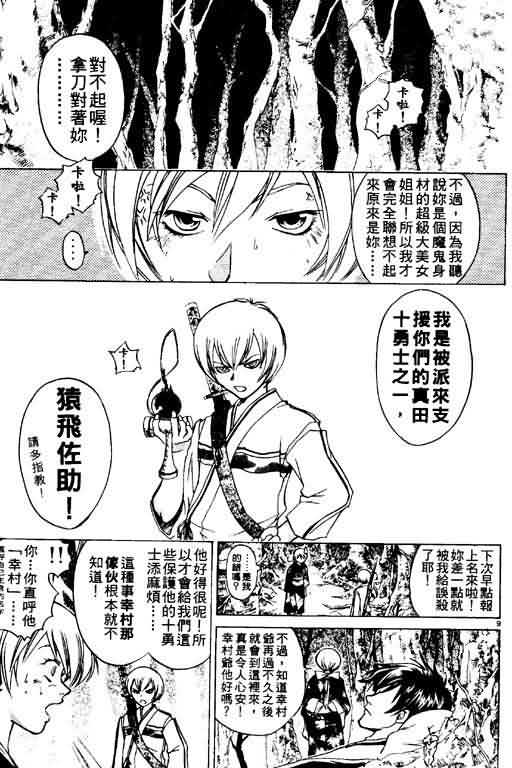 對不起喔！
拿刀對著妳
………
卡啦！
卡！
不過，因為我聽
說妳是個魔鬼身
材的超級大美女
姐姐！所以我才
會完全聯想不起
來原來是妳……
卡啦！
卡！
…
我是被派來支
援你們的真田
十勇士之一，
卡！
猿飛佐助！
請多指教！
下次早點報
上名來啦！
妳差一點就
被我給誤殺
了耶！
…是我
的錯嗎？
不過，知道幸村
爺再過不久之後
就會到這裡來，
真是令人心安！
幸村爺他好嗎？
他好得很呢！所
以才會給我們這
些保護他的十勇
士添麻煩……
這種事幸村那
傢伙根本就不
知道！
!!
你…你直呼他
「幸村」……
9